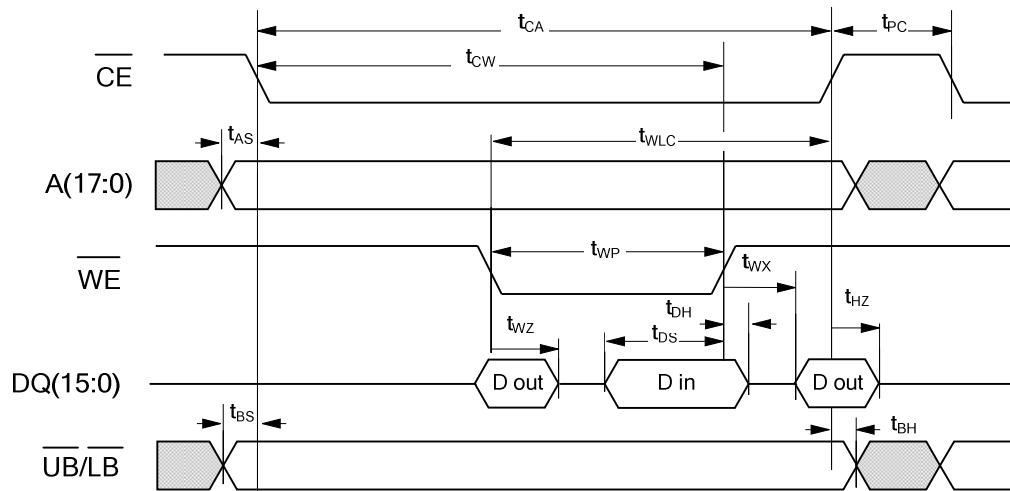 tCA
tPC
CE
tCW
tAS
tWLC
A(17:0)
WE
tWP
tWX
tDH
tHZ
tWZ
tDS
DQ(15:0)
D out
D in
D out
tBS
tBH
UB/LB